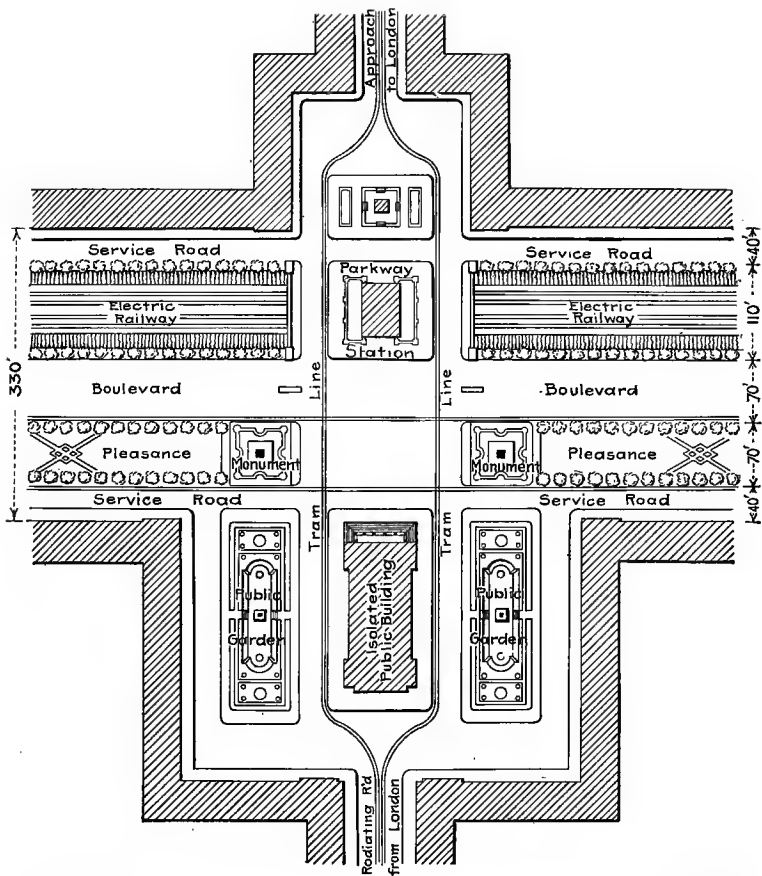 Approach
to London
Service Road
Service Road
40'
Parkway
Station
Electric
Railway
Electric
Railway
110'
330'
Line
Line
Boulevard
Boulevard
70'
Pleasance
Monument
Monument
Pleasance
70'
Service Road
Service Road
40'
Tram
Tram
Public
Garden
Isolated
Public Building
Public
Garden
Radiating R'd
from London